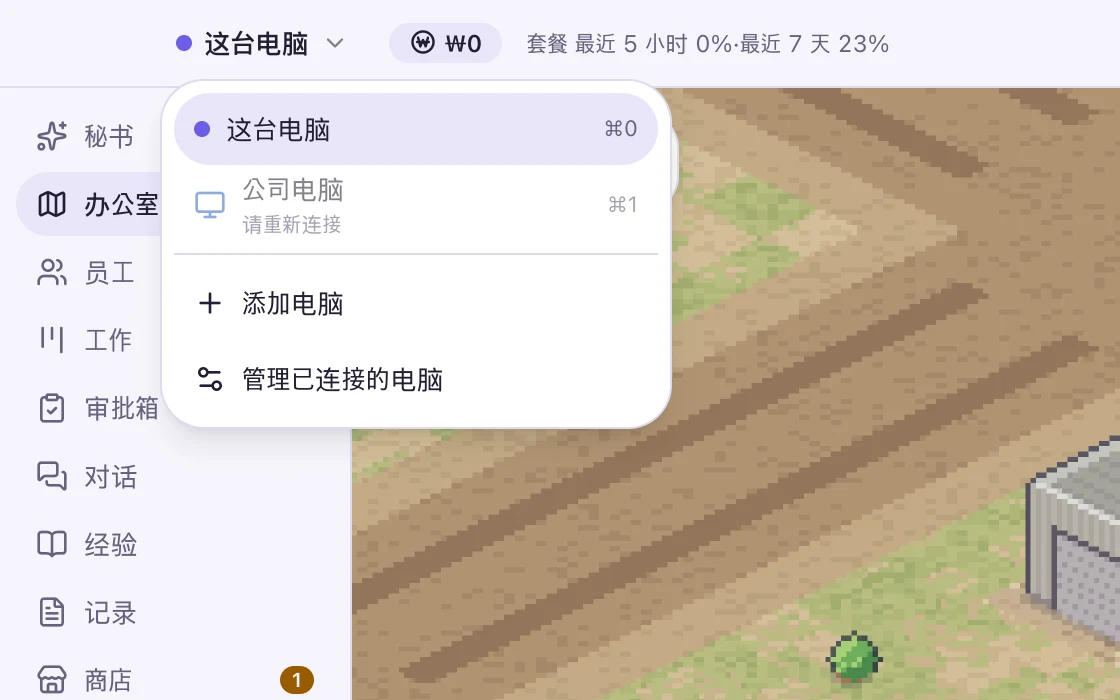 这台电脑
₩0
套餐 最近 5 小时 0%·最近 7 天 23%
这台电脑 ⌘0
公司电脑
请重新连接
⌘1
添加电脑
管理已连接的电脑
秘书
办公室
员工
工作
审批箱
对话
经验
记录
商店 1